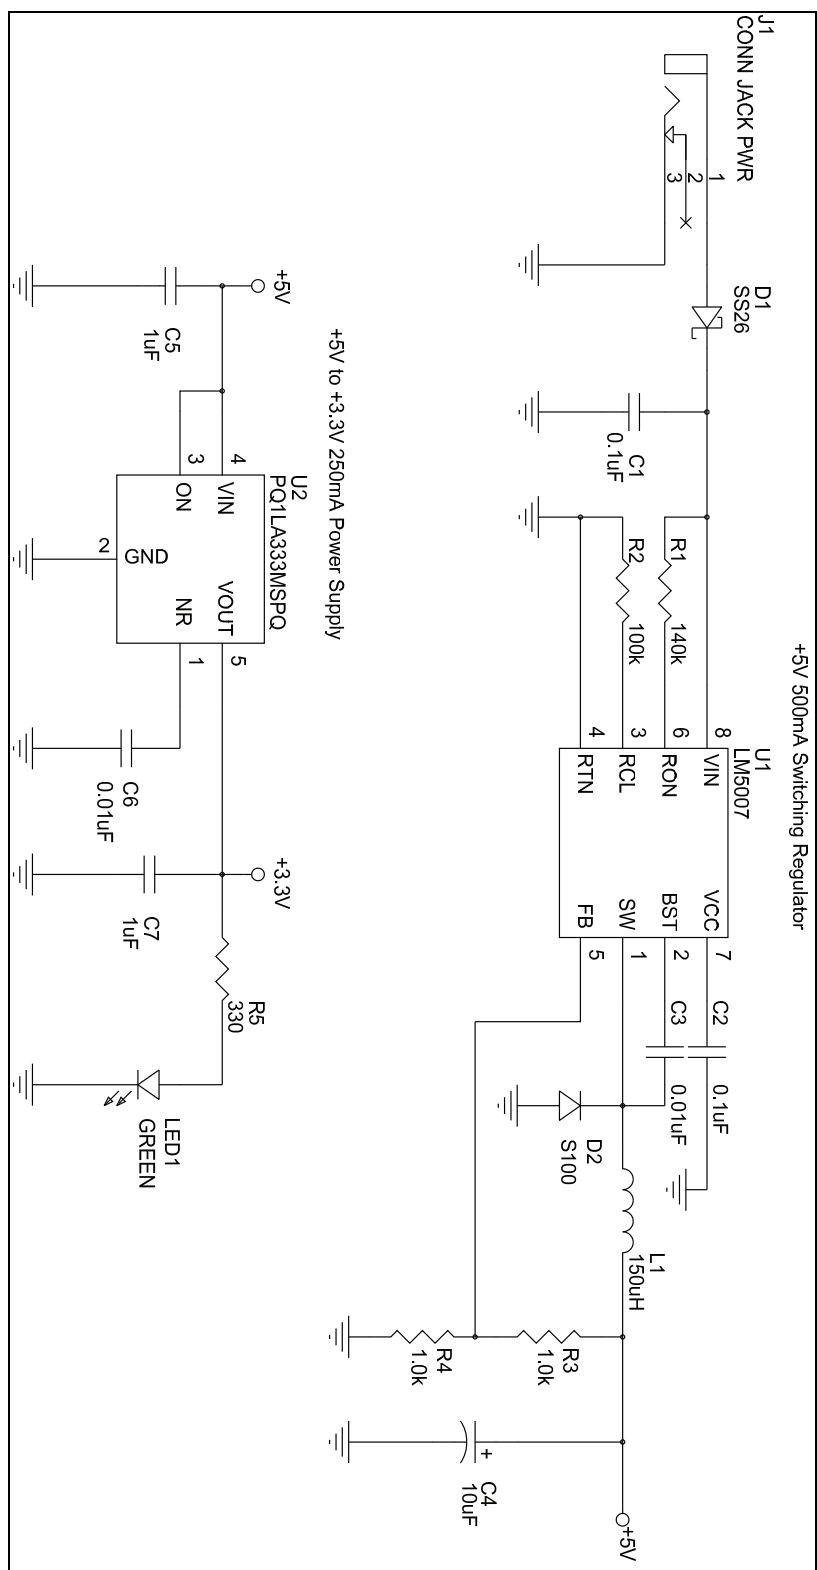 +5V 500mA Switching Regulator
J1
CONN JACK PWR
1
2
3
D1
SS26
C1
0.1uF
R1
140k
R2
100k
8
6
3
4
U1
LM5007
VIN
RON
RCL
RTN
VCC
BST
SW
FB
7
2
1
5
C2
0.1uF
C3
0.01uF
D2
S100
L1
150uH
R3
1.0k
R4
1.0k
+
C4
10uF
+5V
+5V to +3.3V 250mA Power Supply
+5V
C5
1uF
4
3
2
U2
PQ1LA333MSPQ
VIN
ON
GND
VOUT
NR
5
1
C6
0.01uF
+3.3V
C7
1uF
R5
330
LED1
GREEN